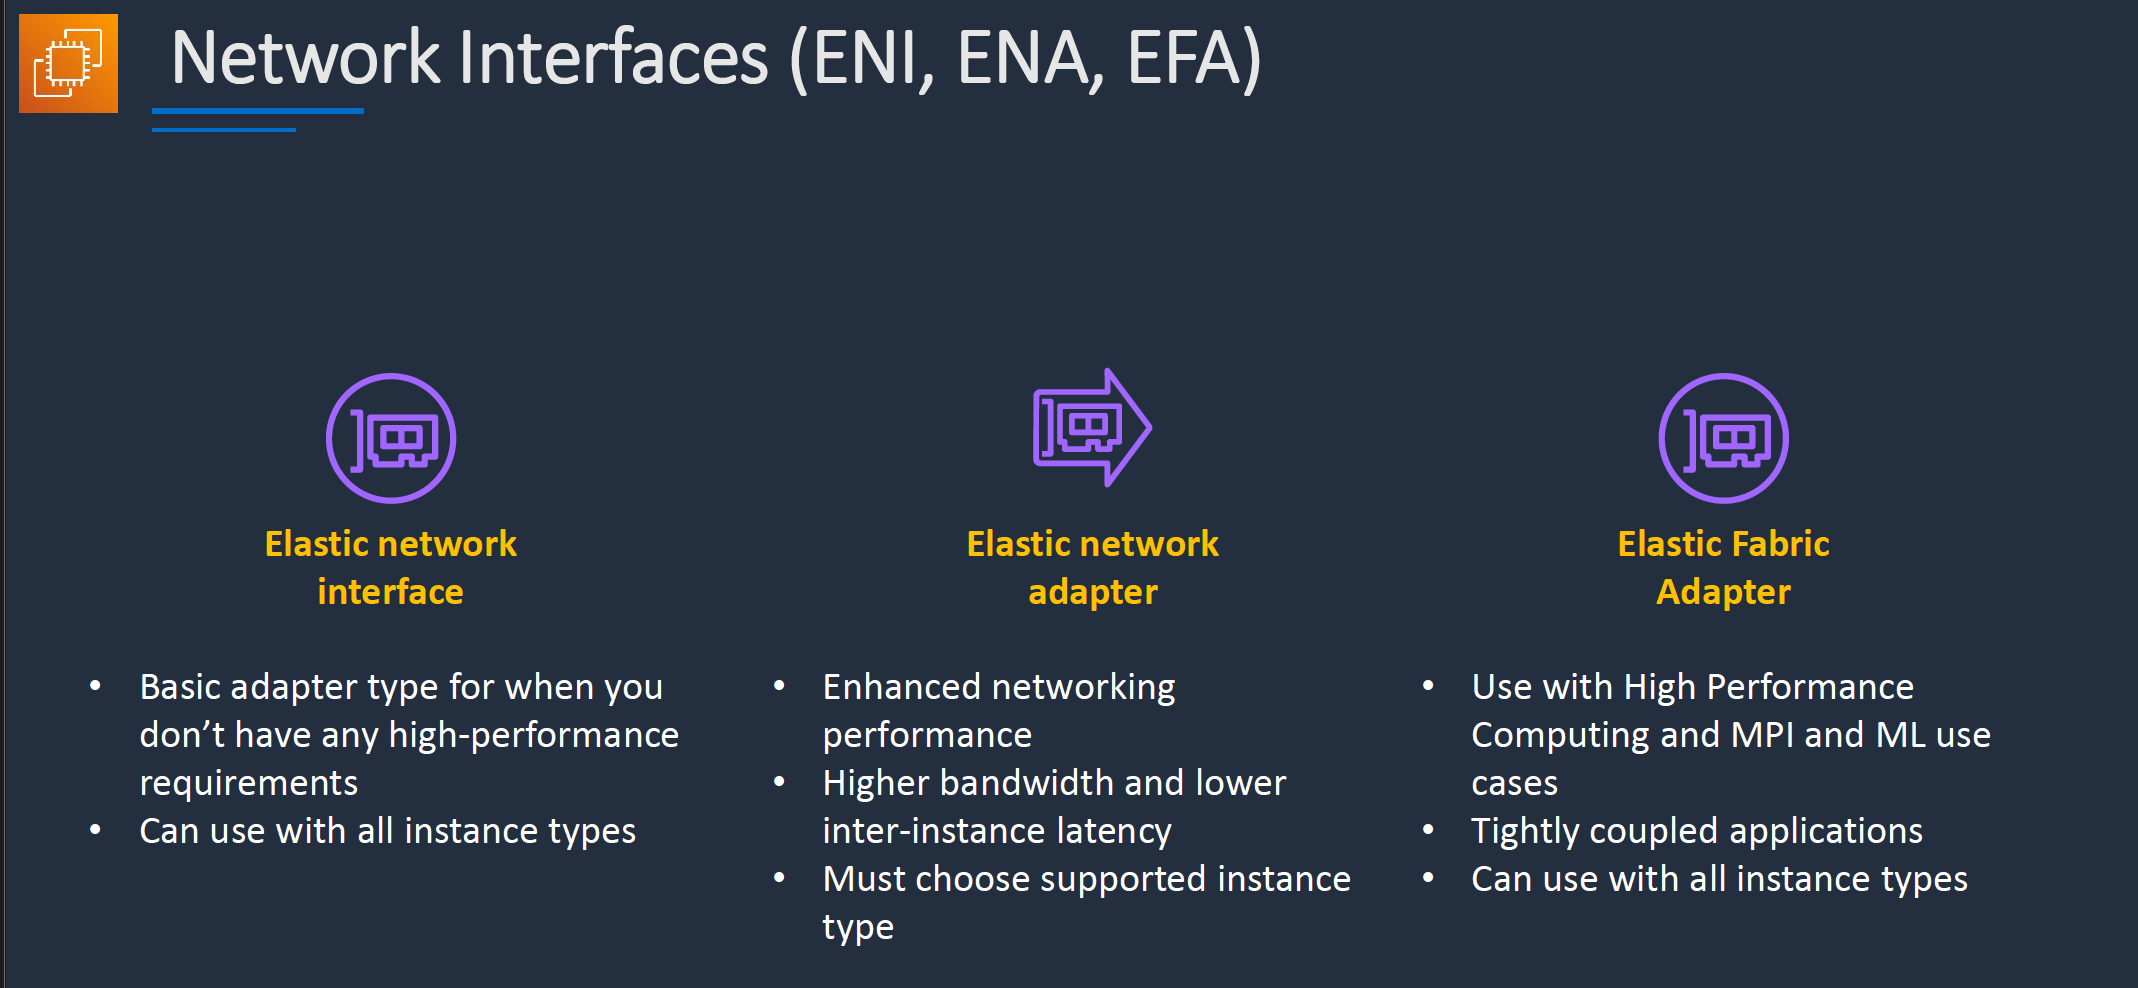 Network Interfaces (ENI, ENA, EFA)
Elastic network
interface
• Basic adapter type for when you
don’t have any high-performance
requirements
• Can use with all instance types
Elastic network
adapter
• Enhanced networking
performance
• Higher bandwidth and lower
inter-instance latency
• Must choose supported instance
type
Elastic Fabric
Adapter
• Use with High Performance
Computing and MPI and ML use
cases
• Tightly coupled applications
• Can use with all instance types